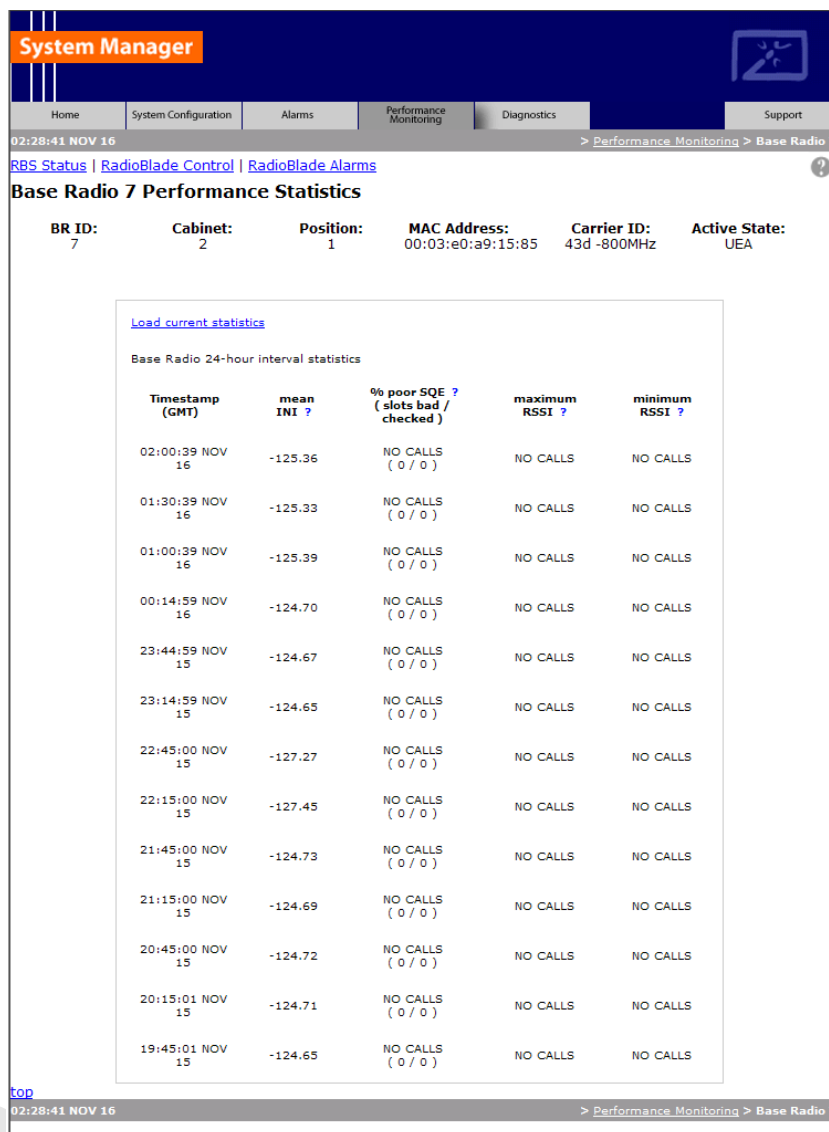 System Manager
Home System Configuration Alarms Performance Monitoring Diagnostics Support
02:28:41 NOV 16 > Performance Monitoring > Base Radio
RBS Status | RadioBlade Control | RadioBlade Alarms ?
Base Radio 7 Performance Statistics
BR ID: Cabinet: Position: MAC Address: Carrier ID: Active State:
7 2 1 00:03:e0:a9:15:85 43d -800MHz UEA
Load current statistics
Base Radio 24-hour interval statistics
Timestamp (GMT) mean INI ? % poor SQE ? ( slots bad / checked ) maximum RSSI ? minimum RSSI ?
02:00:39 NOV 16 -125.36 NO CALLS ( 0 / 0 ) NO CALLS NO CALLS
01:30:39 NOV 16 -125.33 NO CALLS ( 0 / 0 ) NO CALLS NO CALLS
01:00:39 NOV 16 -125.39 NO CALLS ( 0 / 0 ) NO CALLS NO CALLS
00:14:59 NOV 16 -124.70 NO CALLS ( 0 / 0 ) NO CALLS NO CALLS
23:44:59 NOV 15 -124.67 NO CALLS ( 0 / 0 ) NO CALLS NO CALLS
23:14:59 NOV 15 -124.65 NO CALLS ( 0 / 0 ) NO CALLS NO CALLS
22:45:00 NOV 15 -127.27 NO CALLS ( 0 / 0 ) NO CALLS NO CALLS
22:15:00 NOV 15 -127.45 NO CALLS ( 0 / 0 ) NO CALLS NO CALLS
21:45:00 NOV 15 -124.73 NO CALLS ( 0 / 0 ) NO CALLS NO CALLS
21:15:00 NOV 15 -124.69 NO CALLS ( 0 / 0 ) NO CALLS NO CALLS
20:45:00 NOV 15 -124.72 NO CALLS ( 0 / 0 ) NO CALLS NO CALLS
20:15:01 NOV 15 -124.71 NO CALLS ( 0 / 0 ) NO CALLS NO CALLS
19:45:01 NOV 15 -124.65 NO CALLS ( 0 / 0 ) NO CALLS NO CALLS
top
02:28:41 NOV 16 > Performance Monitoring > Base Radio